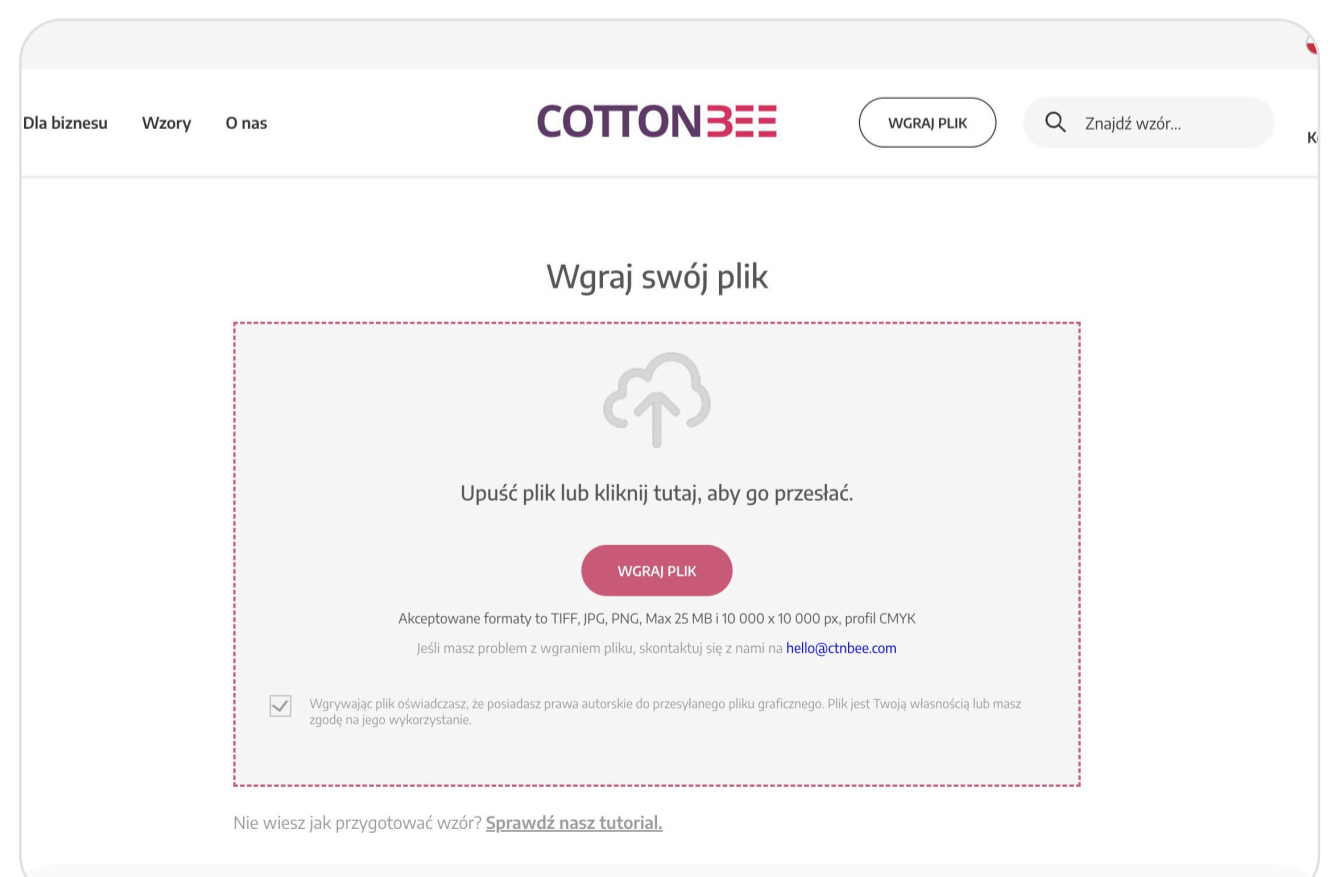 Dla biznesu Wzory O nas COTTONBEE WGRAJ PLIK Znajdź wzór...
Wgraj swój plik
Upuść plik lub kliknij tutaj, aby go przesłać.
WGRAJ PLIK
Akceptowane formaty to TIFF, JPG, PNG, Max 25 MB i 10 000 x 10 000 px, profil CMYK
Jeśli masz problem z wgraniem pliku, skontaktuj się z nami na hello@ctnbee.com
Wgrywając plik oświadczasz, że posiadasz prawa autorskie do przesyłanego pliku graficznego. Plik jest Twoją własnością lub masz
zgodę na jego wykorzystanie.
Nie wiesz jak przygotować wzór? Sprawdź nasz tutorial.